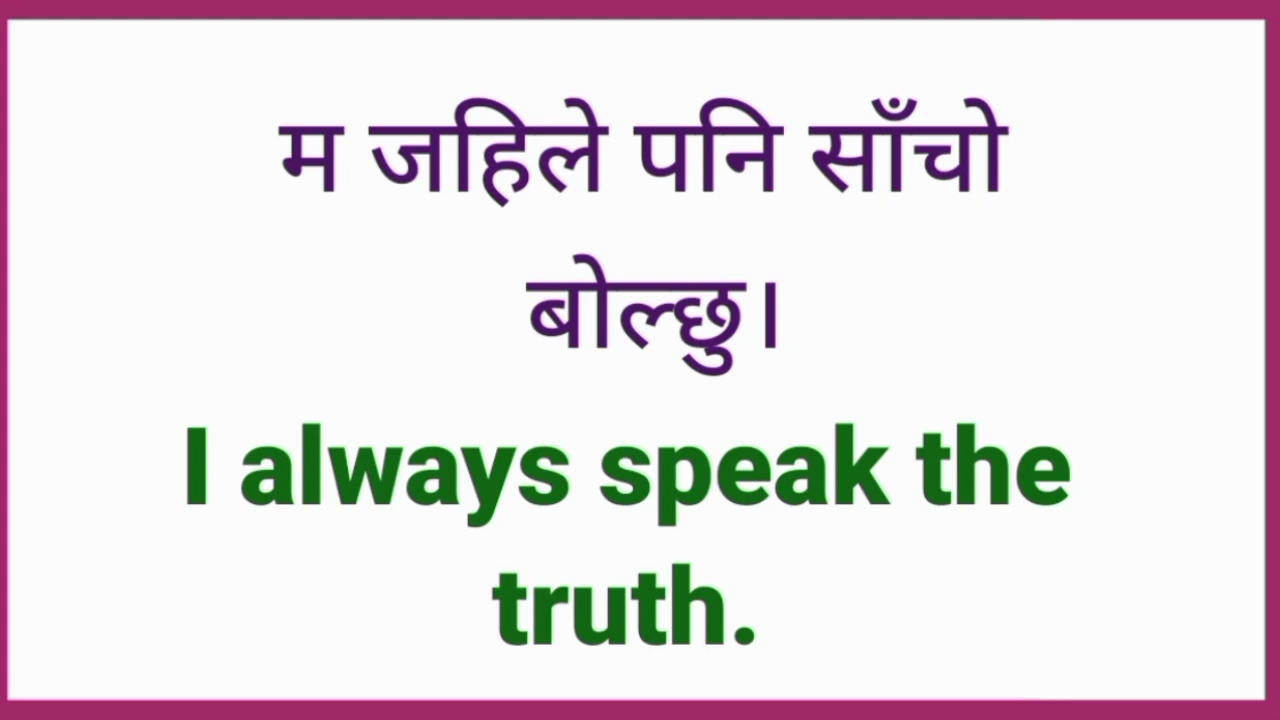 म जहिले पनि साँचो
बोल्छु।
I always speak the
truth.